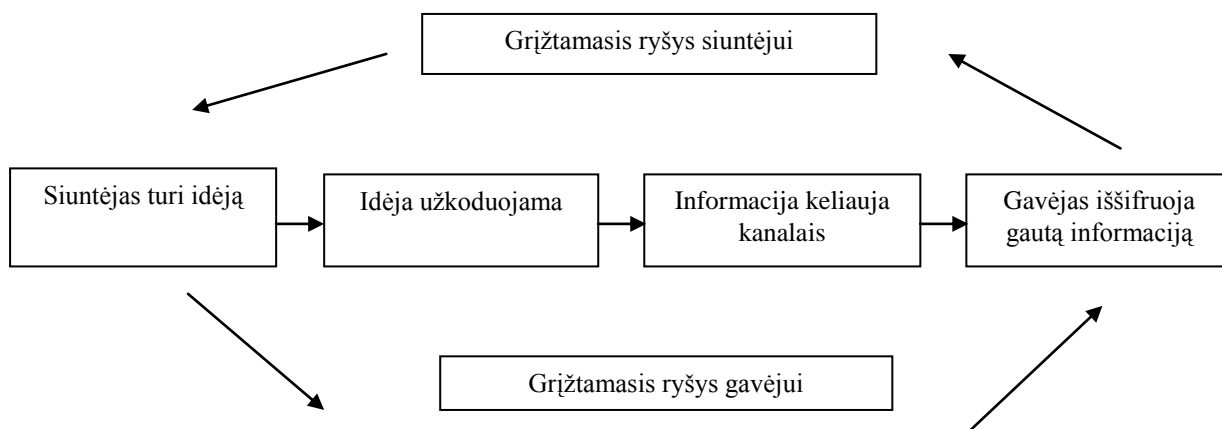 Grįžtamasis ryšys siuntėjui
Siuntėjas turi idėją
Idėja užkoduojama
Informacija keliauja
kanalais
Gavėjas iššifruoja
gautą informaciją
Grįžtamasis ryšys gavėjui